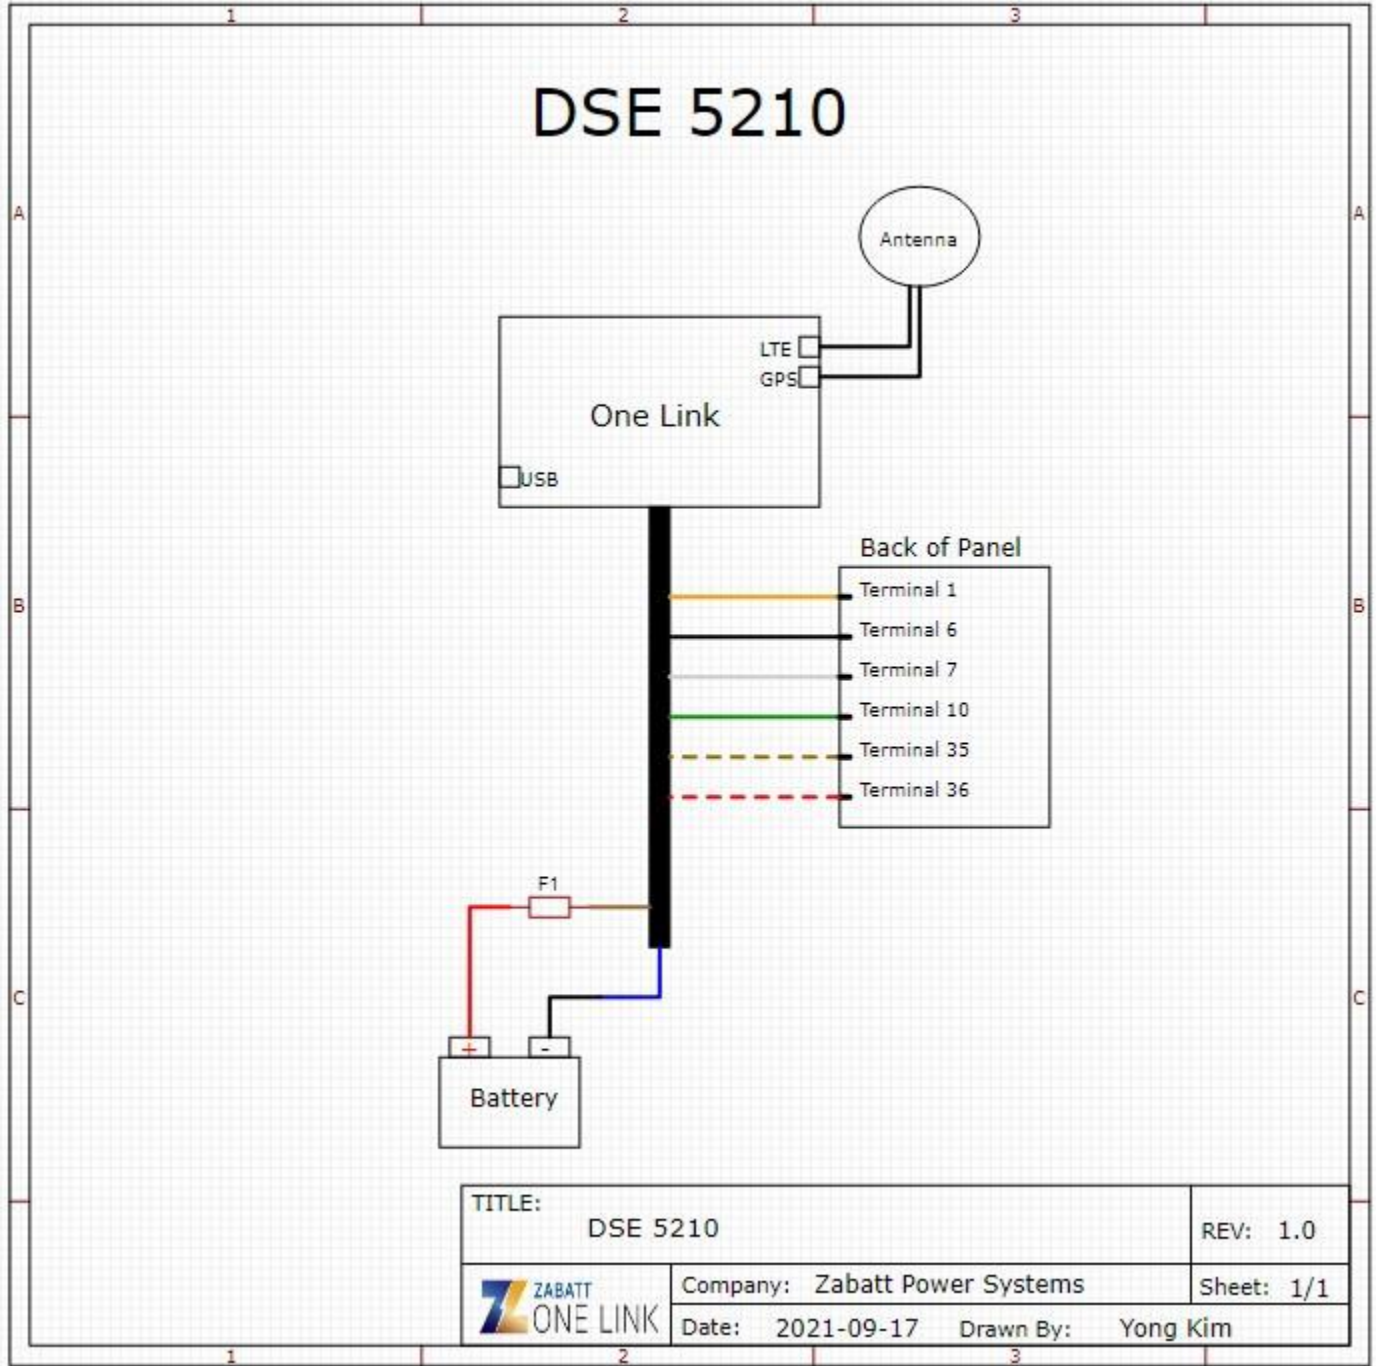 1 2 3
DSE 5210
A A
Antenna
LTE
GPS
One Link
USB
Back of Panel
Terminal 1
B B
Terminal 6
Terminal 7
Terminal 10
Terminal 35
Terminal 36
F1
C C
+ -
Battery
TITLE:
DSE 5210
REV: 1.0
ZABATT
ONE LINK
Company: Zabatt Power Systems
Sheet: 1/1
Date: 2021-09-17 Drawn By: Yong Kim
1 2 3